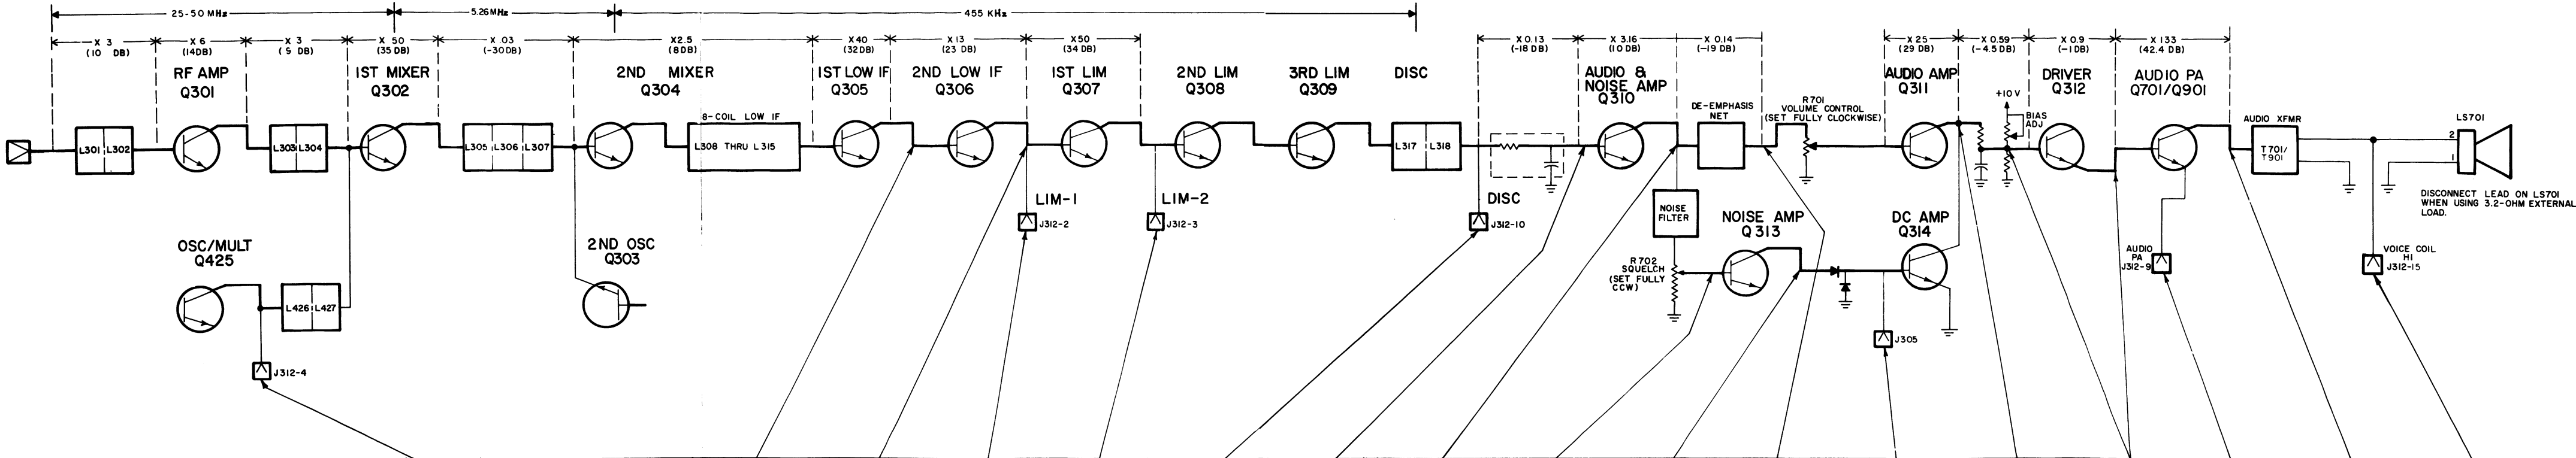 25-50 MHz
5.26MHz
455 KHz
X 3
(10 DB)
X 6
(14DB)
X 3
(9 DB)
X 50
(35 DB)
X .03
(-30DB)
X2.5
(8DB)
X40
(32DB)
X13
(23 DB)
X50
(34 DB)
X 0.13
(-18 DB)
X 3.16
(10 DB)
X 0.14
(-19 DB)
X 25
(29 DB)
X 0.59
(-4.5 DB)
X 0.9
(-1 DB)
X 133
(42.4 DB)
RF AMP
Q301
1ST MIXER
Q302
2ND MIXER
Q304
1ST LOW IF
Q305
2ND LOW IF
Q306
1ST LIM
Q307
2ND LIM
Q308
3RD LIM
Q309
DISC
AUDIO &
NOISE AMP
Q310
DE-EMPHASIS
NET
R701
VOLUME CONTROL
(SET FULLY CLOCKWISE)
AUDIO AMP
Q311
+10V
BIAS
ADJ
DRIVER
Q312
AUDIO PA
Q701/Q901
AUDIO XFMR
T701/
T901
LS701
2
1
DISCONNECT LEAD ON LS701
WHEN USING 3.2-OHM EXTERNAL
LOAD.
L301 L302
L303 L304
L305 L306 L307
8-COIL LOW IF
L308 THRU L315
L317 L318
LIM-1
J312-2
LIM-2
J312-3
DISC
J312-10
NOISE
FILTER
NOISE AMP
Q313
R702
SQUELCH
(SET FULLY
CCW)
DC AMP
Q314
J305
AUDIO
PA
J312-9
VOICE COIL
HI
J312-15
OSC/MULT
Q425
L426 L427
J312-4
2ND OSC
Q303